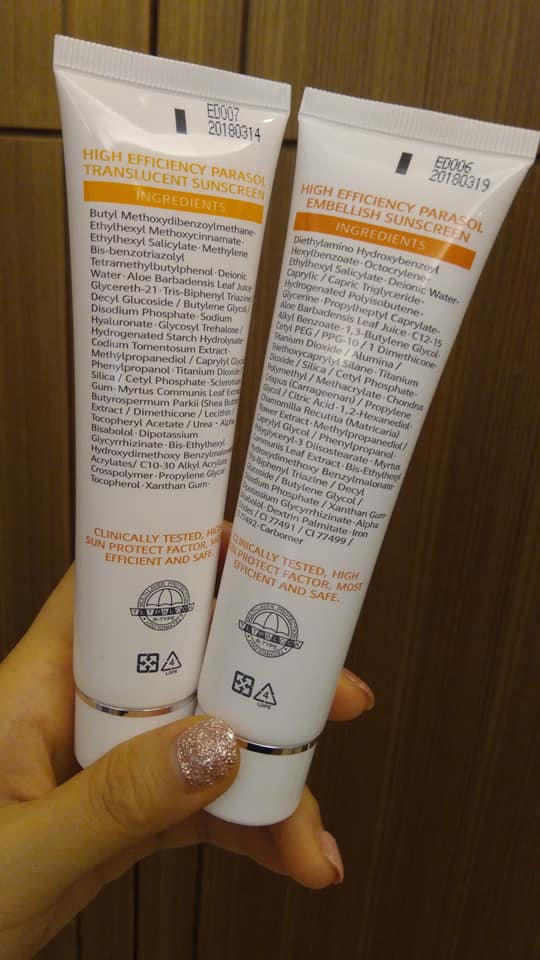 ED007
20180314
HIGH EFFICIENCY PARASOL
TRANSLUCENT SUNSCREEN
INGREDIENTS
Butyl Methoxydibenzoylmethane·
Ethylhexyl Methoxycinnamate·
Ethylhexyl Salicylate·Methylene
Bis-benzotriazolyl
Tetramethylbutylphenol·Deionic
Water·Aloe Barbadensis Leaf Juice·
Glycereth-21·Tris-Biphenyl Triazine
Decyl Glucoside / Butylene Glycol /
Disodium Phosphate·Sodium
Hyaluronate·Glycosyl Trehalose /
Hydrogenated Starch Hydrolysate·
Codium Tomentosum Extract·
Methylpropanediol / Caprylyl Glycol
Phenylpropanol·Titanium Dioxide
Silica / Cetyl Phosphate·Sclerotium
Gum·Myrtus Communis Leaf Extract
Butyrospermum Parkii (Shea Butter)
Extract / Dimethicone / Lecithin /
Tocopheryl Acetate / Urea·Alpha
Bisabolol·Dipotassium
Glycyrrhizinate·Bis-Ethylhexyl
Hydroxydimethoxy Benzylmalonate
Acrylates/ C10-30 Alkyl Acrylate
Crosspolymer·Propylene Glycol
Tocopherol·Xanthan Gum·
CLINICALLY TESTED, HIGH
SUN PROTECT FACTOR, MOST
EFFICIENT AND SAFE.
B-TYPE
4
LDPE
ED006
20180319
HIGH EFFICIENCY PARASOL
EMBELLISH SUNSCREEN
INGREDIENTS
Diethylamino Hydroxybenzoyl
Hexylbenzoate·Octocrylene·
Ethylhexyl Salicylate·Deionic Water·
Caprylic / Capric Triglyceride·
Hydrogenated Polyisobutene·
Glycerine·Propylheptyl Caprylate·
Aloe Barbadensis Leaf Juice·C12-15
Alkyl Benzoate·1,3-Butylene Glycol·
Cetyl PEG / PPG-10 / 1 Dimethicone·
Titanium Dioxide / Alumina /
Triethoxycaprylyl Silane·Titanium
Dioxide / Silica / Cetyl Phosphate·
Polymethyl / Methacrylate·Chondrus
Crispus (Carrageenan) / Propylene
Glycol / Citric Acid·1,2-Hexanediol·
Chamomilla Recutita (Matricaria)
Flower Extract·Methylpropanediol /
Caprylyl Glycol / Phenylpropanol·
Polyglyceryl-3 Diisostearate·Myrtus
Communis Leaf Extract·Bis-Ethylhexyl
Hydroxydimethoxy Benzylmalonate·
Tris-Biphenyl Triazine / Decyl
Glucoside / Butylene Glycol /
Disodium Phosphate / Xanthan Gum·
Dipotassium Glycyrrhizinate·Alpha
Bisabolol·Dextrin Palmitate·Iron
Oxides / CI 77491 / CI 77499 /
CI 77492·Carbomer
CLINICALLY TESTED, HIGH
SUN PROTECT FACTOR, MOST
EFFICIENT AND SAFE.
B-TYPE
4
LDPE